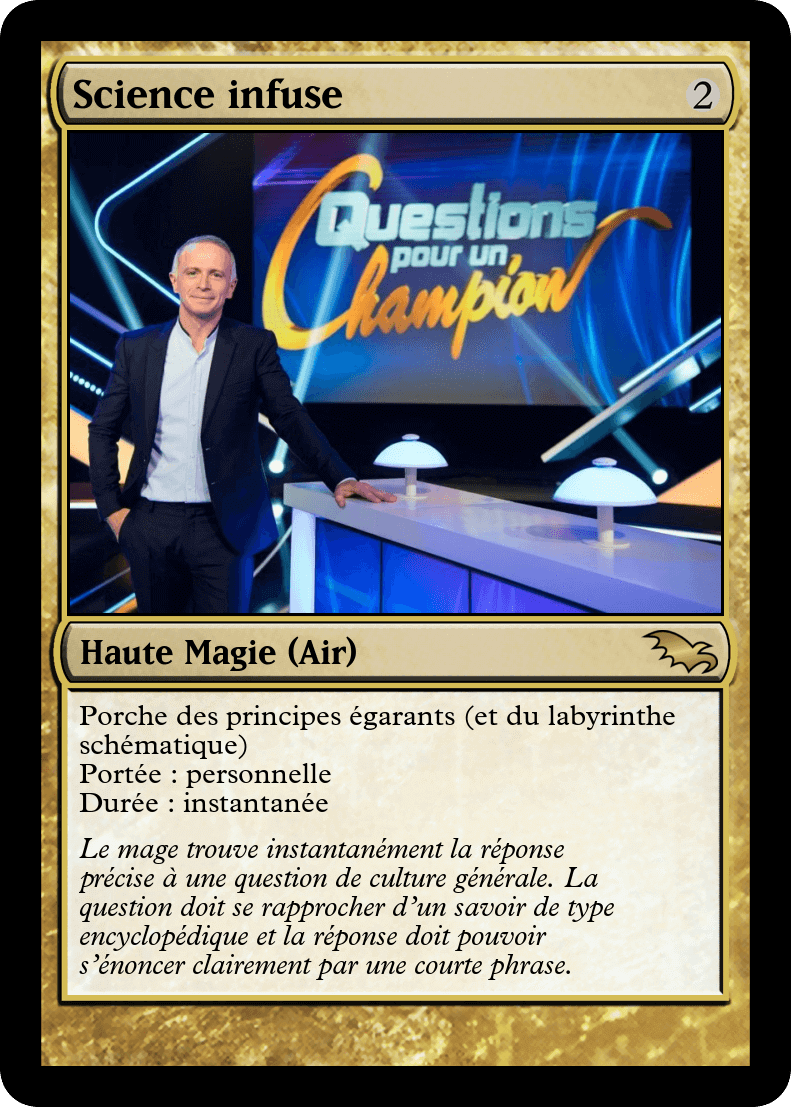 Science infuse
2
Questions
pour un
Champion
Haute Magie (Air)
Porche des principes égarants (et du labyrinthe
schématique)
Portée : personnelle
Durée : instantanée
Le mage trouve instantanément la réponse
précise à une question de culture générale. La
question doit se rapprocher d'un savoir de type
encyclopédique et la réponse doit pouvoir
s'énoncer clairement par une courte phrase.